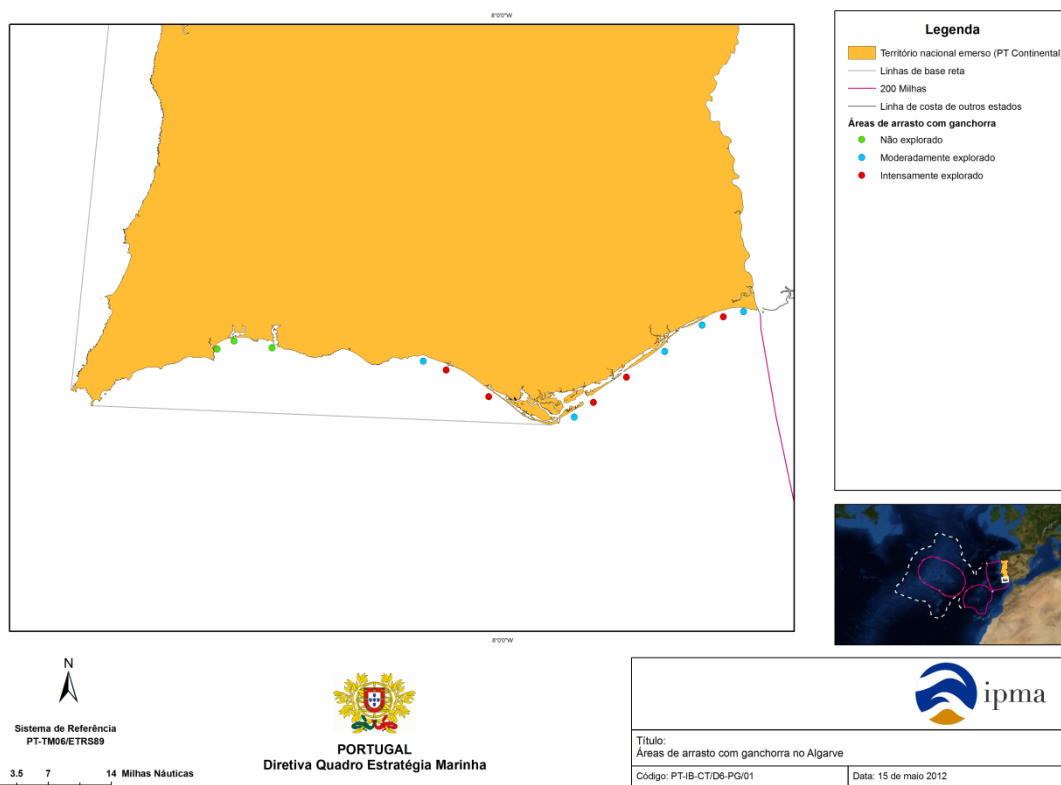 8°0'0"W
Legenda
Território nacional emerso (PT Continental)
Linhas de base reta
200 Milhas
Linha de costa de outros estados
Áreas de arrasto com ganchorra
Não explorado
Moderadamente explorado
Intensamente explorado
8°0'0"W
N
Sistema de Referência
PT-TM06/ETRS89
3.5 7 14 Milhas Náuticas
PORTUGAL
Diretiva Quadro Estratégia Marinha
ipma
Título:
Áreas de arrasto com ganchorra no Algarve
Código: PT-IB-CT/D6-PG/01
Data: 15 de maio 2012